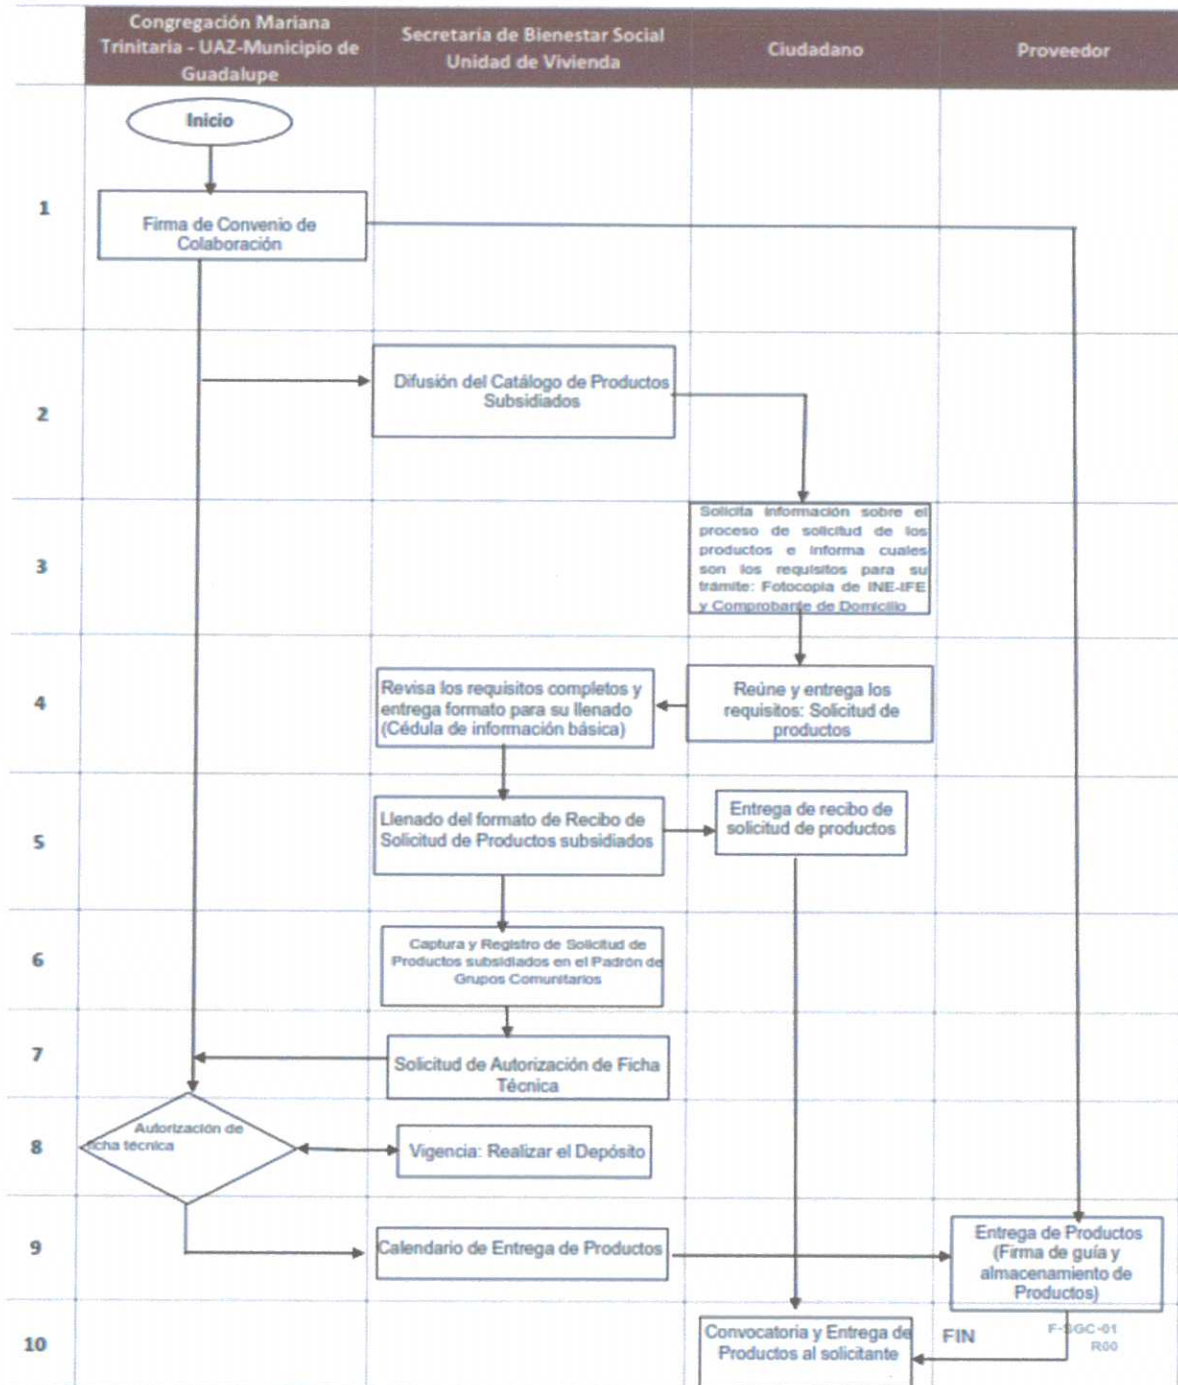 Congregación Mariana
Trinitaria - UAZ-Municipio de
Guadalupe
Secretaría de Bienestar Social
Unidad de Vivienda
Ciudadano
Proveedor
Inicio
1
Firma de Convenio de
Colaboración
2
Difusión del Catálogo de Productos
Subsidiados
3
Solicita información sobre el
proceso de solicitud de los
productos e informa cuales
son los requisitos para su
trámite: Fotocopia de INE-IFE
y Comprobante de Domicilio
4
Revisa los requisitos completos y
entrega formato para su llenado
(Cédula de información básica)
Reúne y entrega los
requisitos: Solicitud de
productos
5
Llenado del formato de Recibo de
Solicitud de Productos subsidiados
Entrega de recibo de
solicitud de productos
6
Captura y Registro de Solicitud de
Productos subsidiados en el Padrón de
Grupos Comunitarios
7
Solicitud de Autorización de Ficha
Técnica
8
Autorización de
ficha técnica
Vigencia: Realizar el Depósito
9
Calendario de Entrega de Productos
Entrega de Productos
(Firma de guía y
almacenamiento de
Productos)
10
Convocatoria y Entrega de
Productos al solicitante
FIN
F-SGC-01
R00